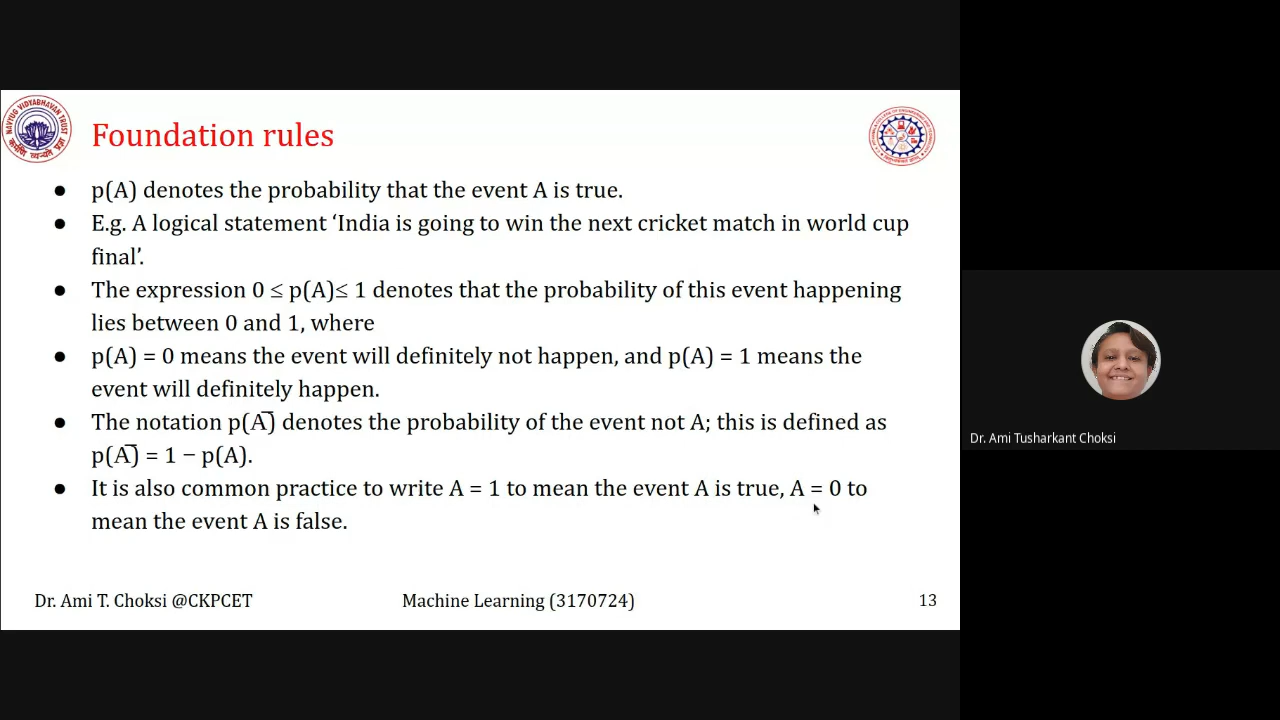 Foundation rules
● p(A) denotes the probability that the event A is true.
● E.g. A logical statement ‘India is going to win the next cricket match in world cup
final’.
● The expression 0 ≤ p(A)≤ 1 denotes that the probability of this event happening
lies between 0 and 1, where
● p(A) = 0 means the event will definitely not happen, and p(A) = 1 means the
event will definitely happen.
● The notation p(A̅) denotes the probability of the event not A; this is defined as
p(A̅) = 1 − p(A).
● It is also common practice to write A = 1 to mean the event A is true, A = 0 to
mean the event A is false.
Dr. Ami T. Choksi @CKPCET Machine Learning (3170724) 13
Dr. Ami Tusharkant Choksi
NAVYUG VIDYABHAVAN TRUST